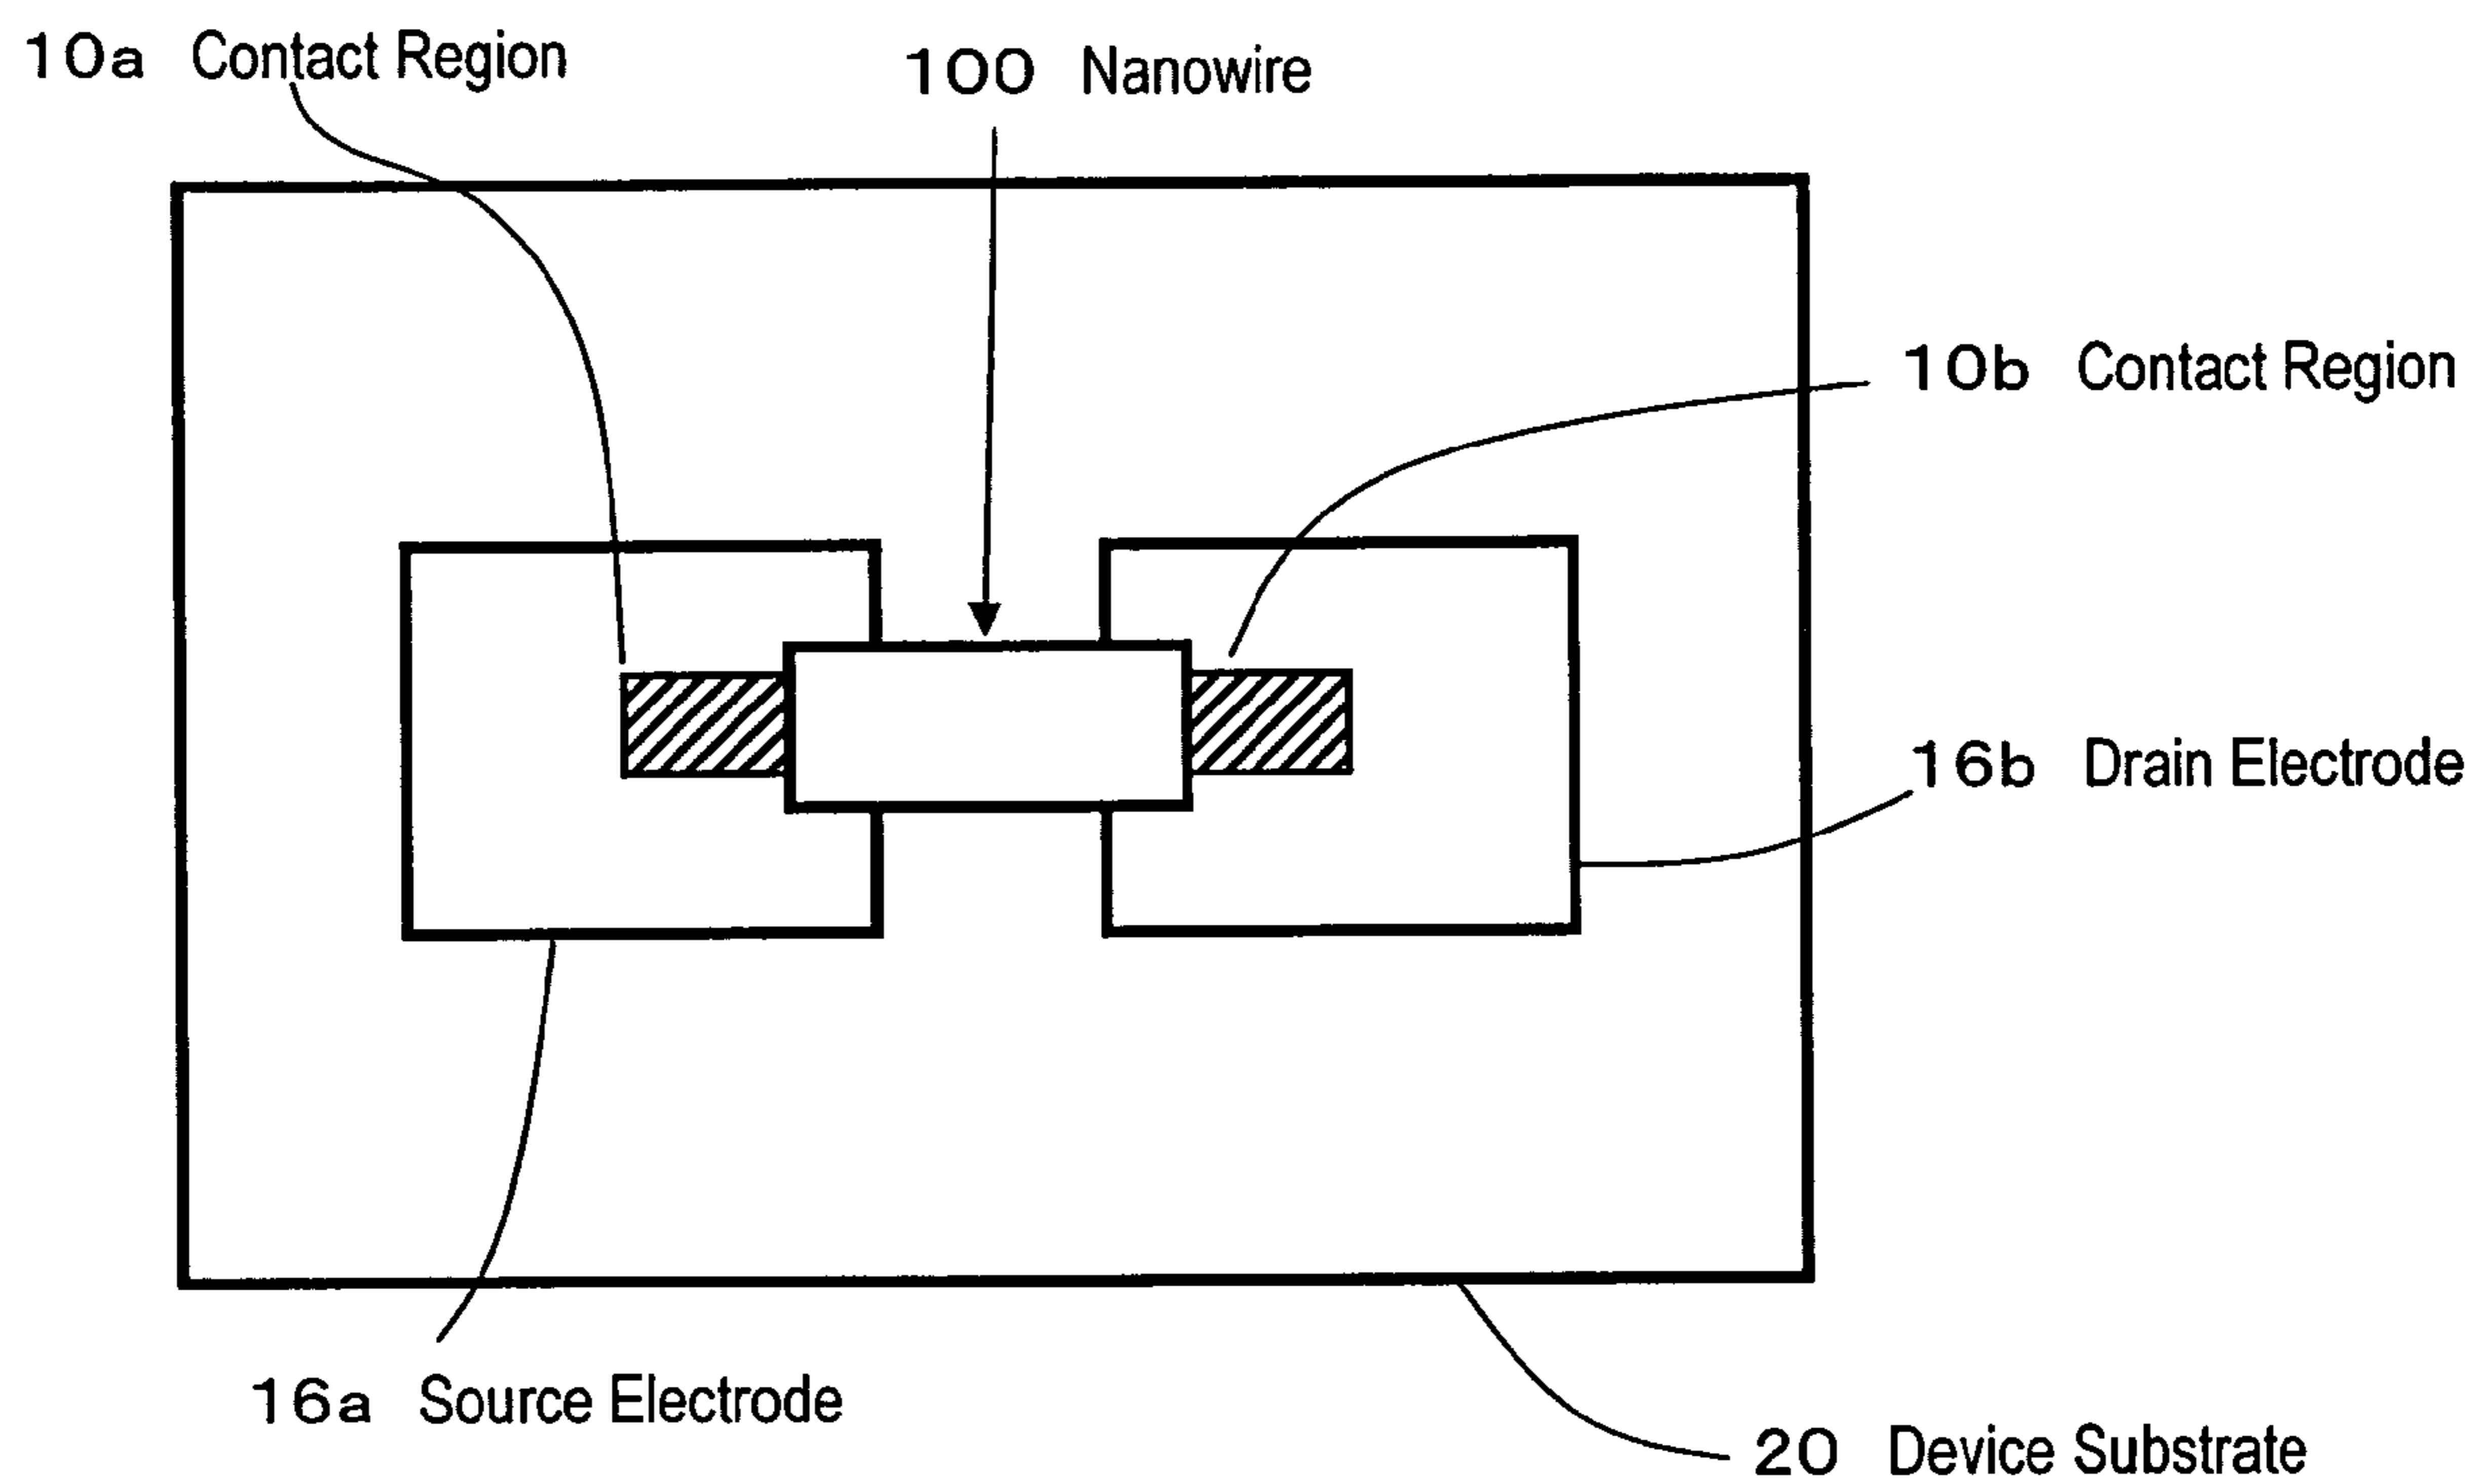 10a Contact Region
100 Nanowire
10b Contact Region
16b Drain Electrode
16a Source Electrode
20 Device Substrate